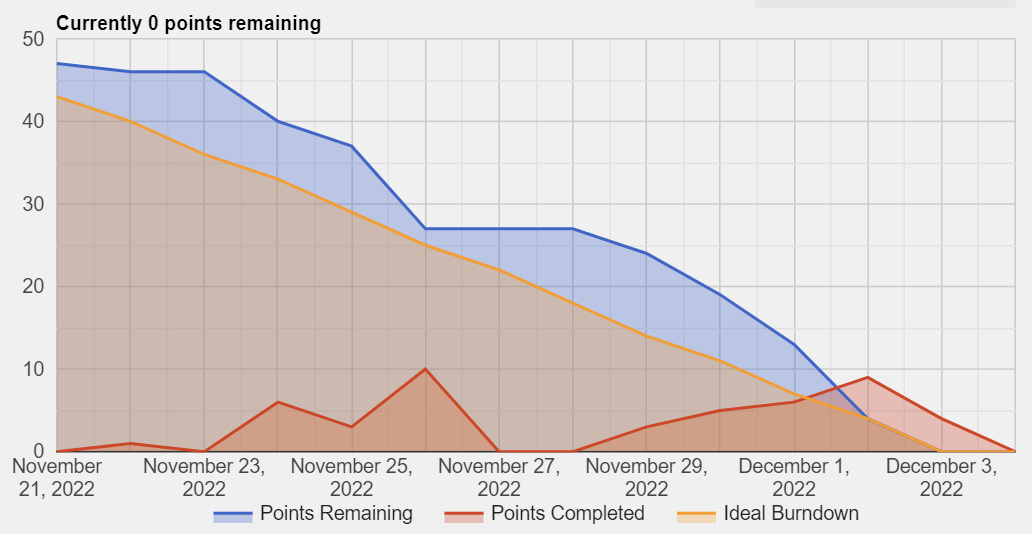 Currently 0 points remaining
50
40
30
20
10
0
November
21, 2022
November 23,
2022
November 25,
2022
November 27,
2022
November 29,
2022
December 1,
2022
December 3,
2022
Points Remaining
Points Completed
Ideal Burndown